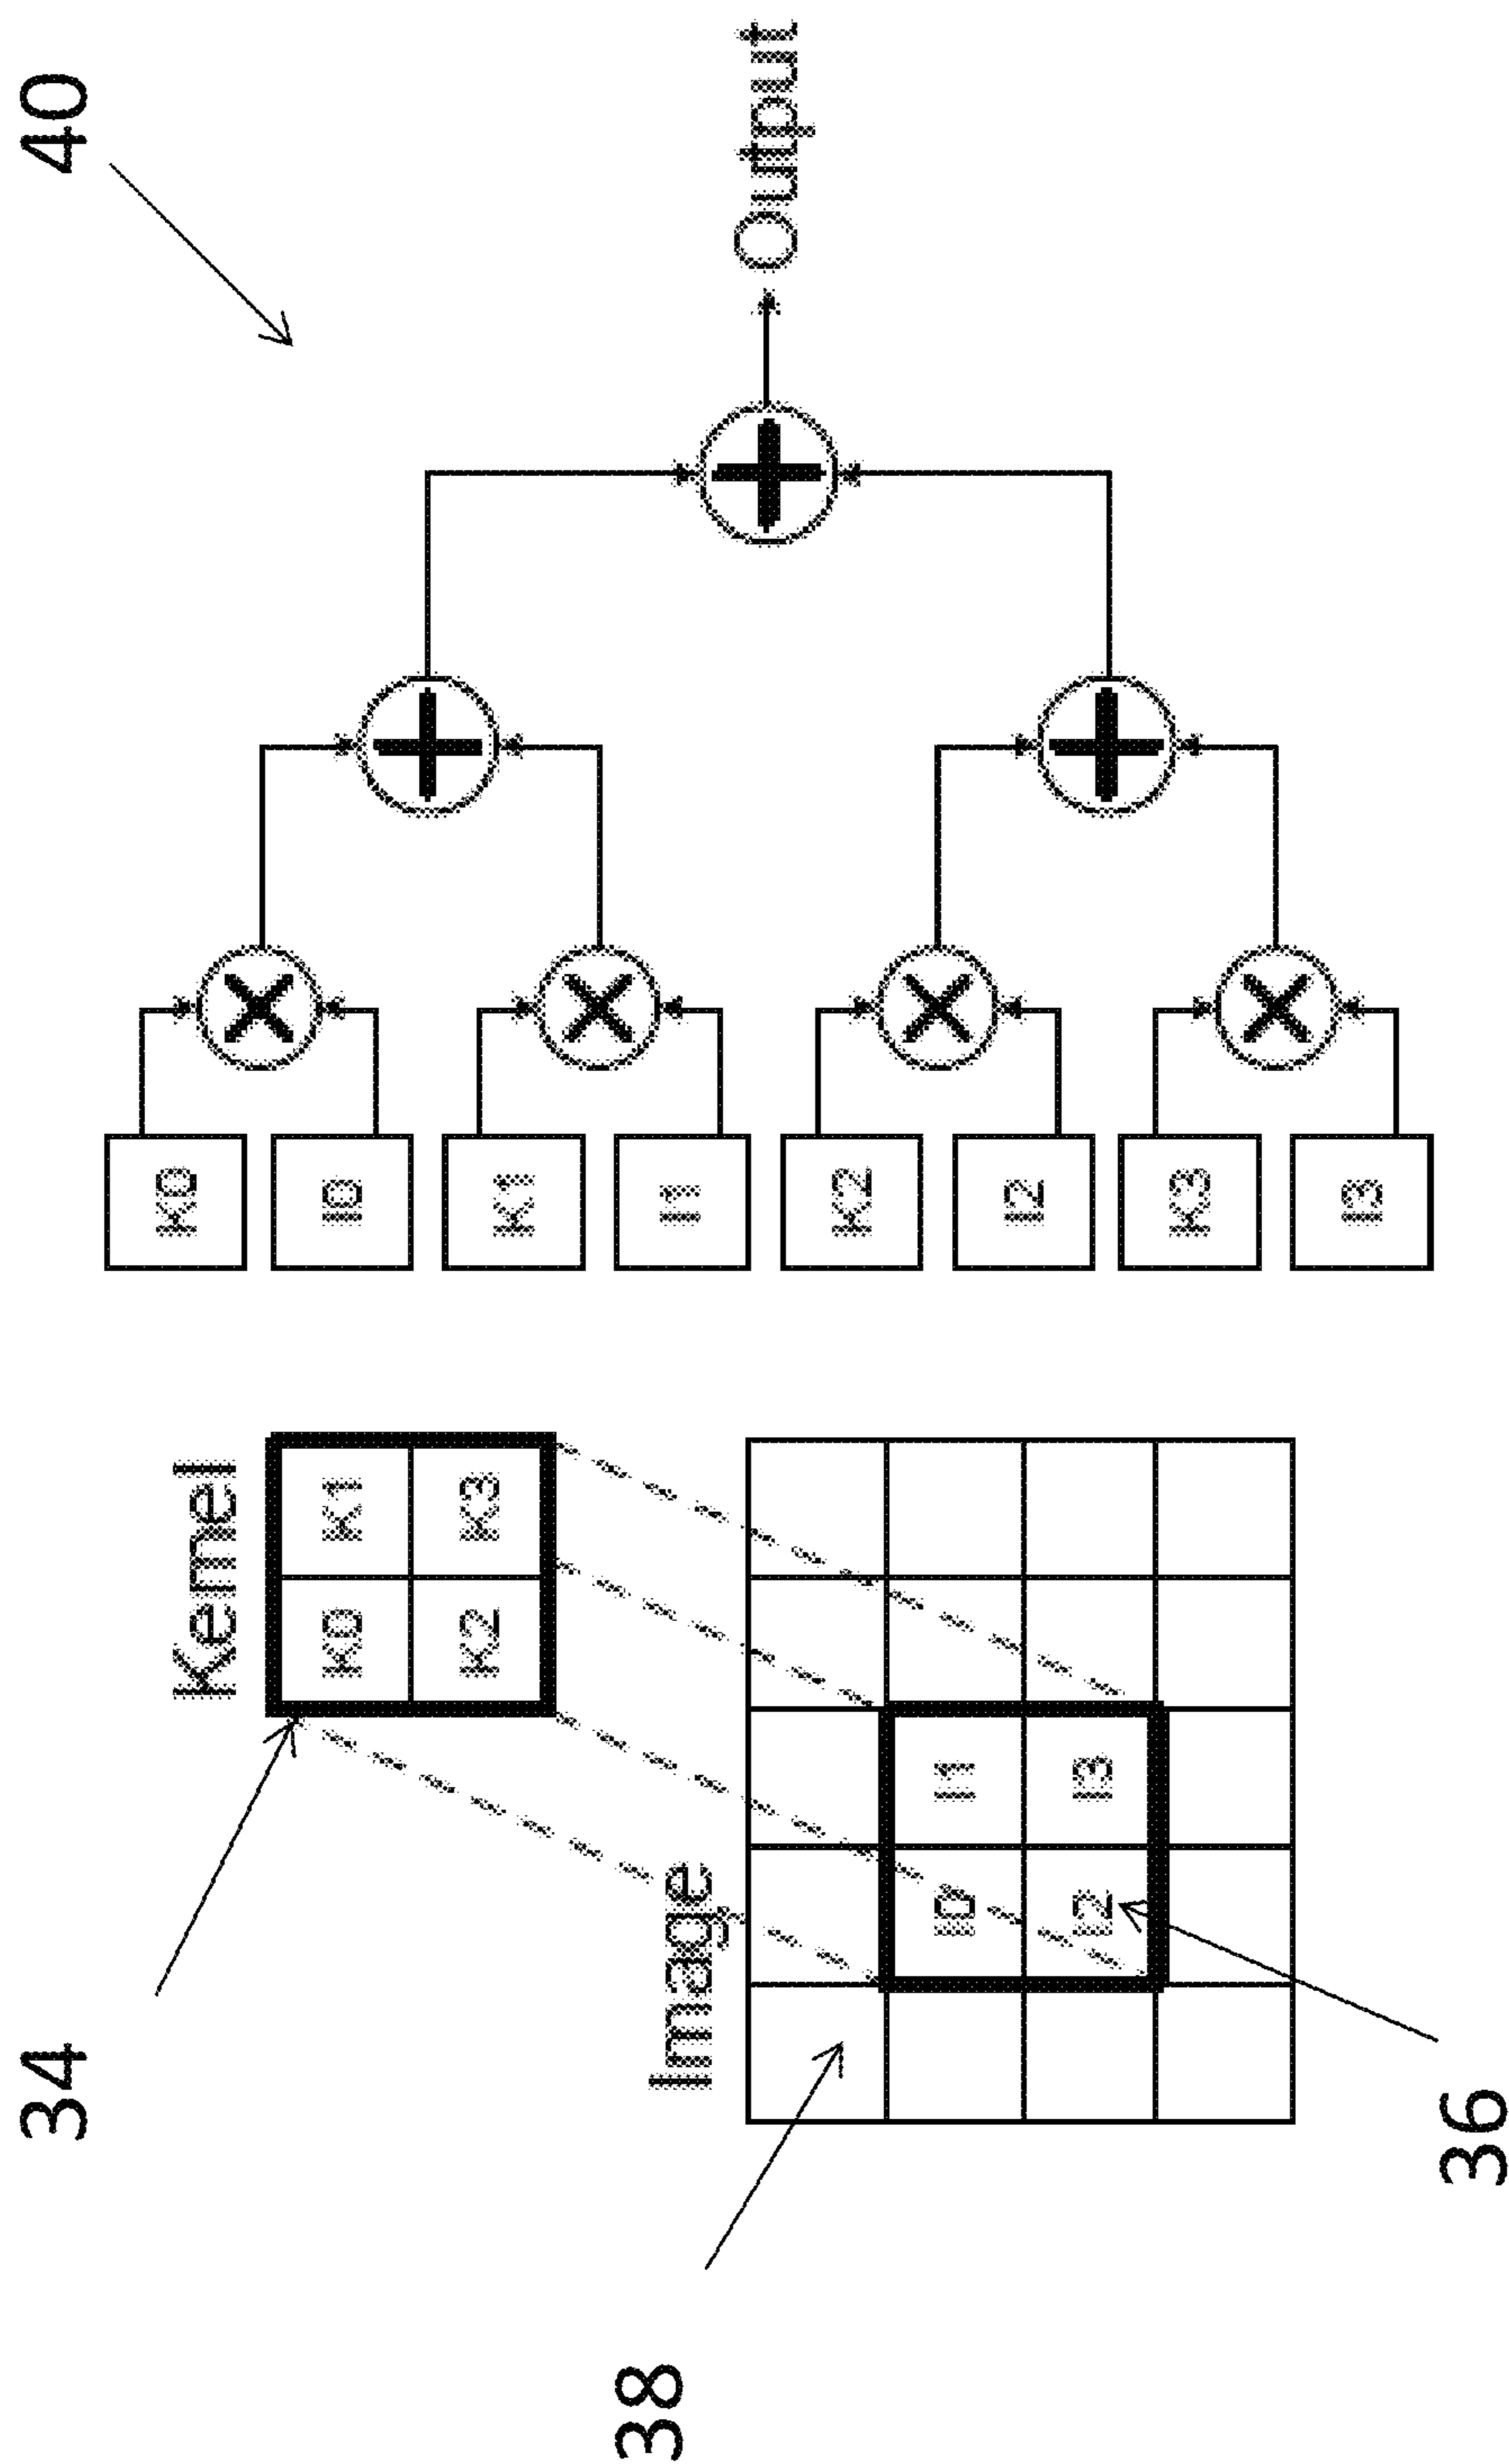 34
40
Kernel
K0 K1
K2 K3
38
Image
I0 I1
I2 I3
36
K0
I0
K1
I1
K2
I2
K3
I3
Output